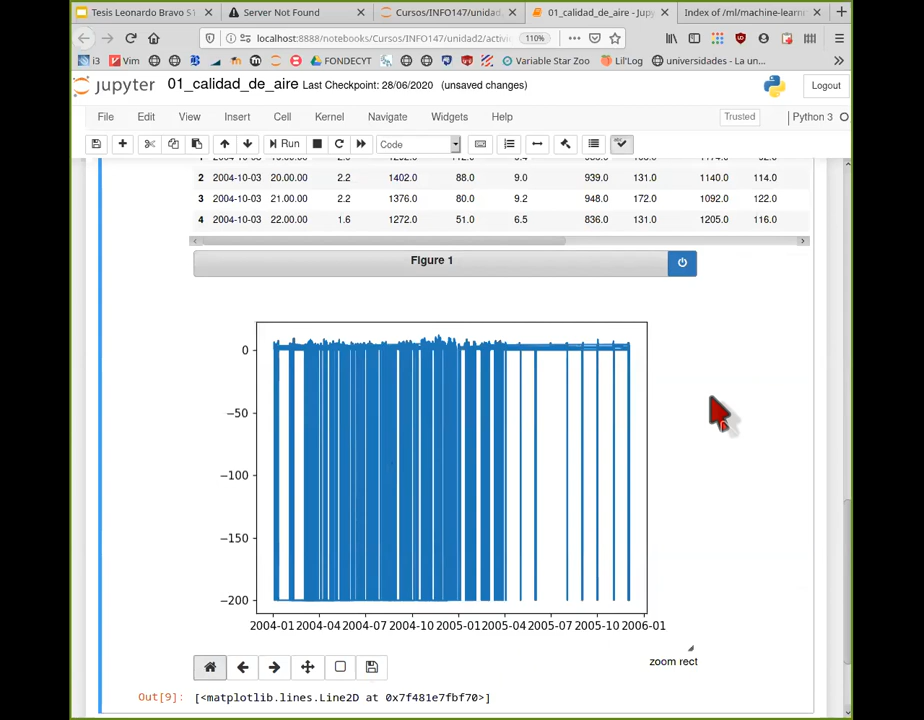 Tesis Leonardo Bravo ST
Server Not Found
Cursos/INFO147/unidad
01_calidad_de_aire - Jupy
Index of /ml/machine-learn
localhost:8888/notebooks/Cursos/INFO147/unidad2/activi
110%
i3 Vim FONDECYT Variable Star Zoo Lil'Log universidades - La un...
jupyter 01_calidad_de_aire Last Checkpoint: 28/06/2020 (unsaved changes) Logout
File Edit View Insert Cell Kernel Navigate Widgets Help Trusted Python 3
Run Code
2 2004-10-03 20.00.00 2.2 1402.0 88.0 9.0 939.0 131.0 1140.0 114.0
3 2004-10-03 21.00.00 2.2 1376.0 80.0 9.2 948.0 172.0 1092.0 122.0
4 2004-10-03 22.00.00 1.6 1272.0 51.0 6.5 836.0 131.0 1205.0 116.0
Figure 1
0
−50
−100
−150
−200
2004-01 2004-04 2004-07 2004-10 2005-01 2005-04 2005-07 2005-10 2006-01
zoom rect
Out[9]: [<matplotlib.lines.Line2D at 0x7f481e7fbf70>]